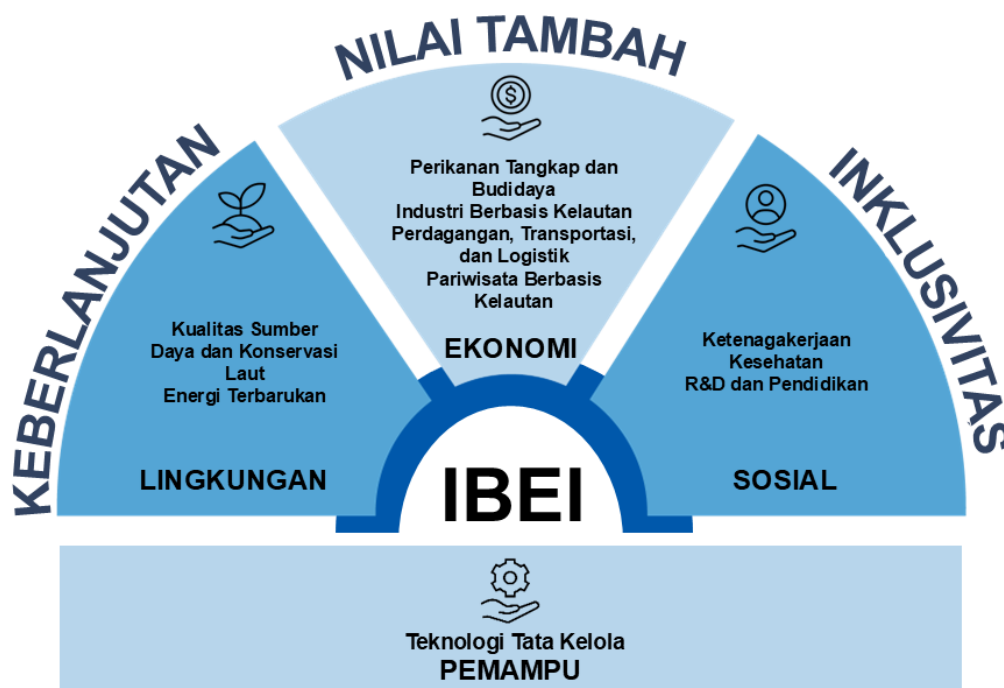 NILAI TAMBAH
KEBERLANJUTAN
INKLUSIVITAS
Perikanan Tangkap dan
Budidaya
Industri Berbasis Kelautan
Perdagangan, Transportasi,
dan Logistik
Pariwisata Berbasis
Kelautan
EKONOMI
Kualitas Sumber
Daya dan Konservasi
Laut
Energi Terbarukan
LINGKUNGAN
Ketenagakerjaan
Kesehatan
R&D dan Pendidikan
SOSIAL
IBEI
Teknologi Tata Kelola
PEMAMPU